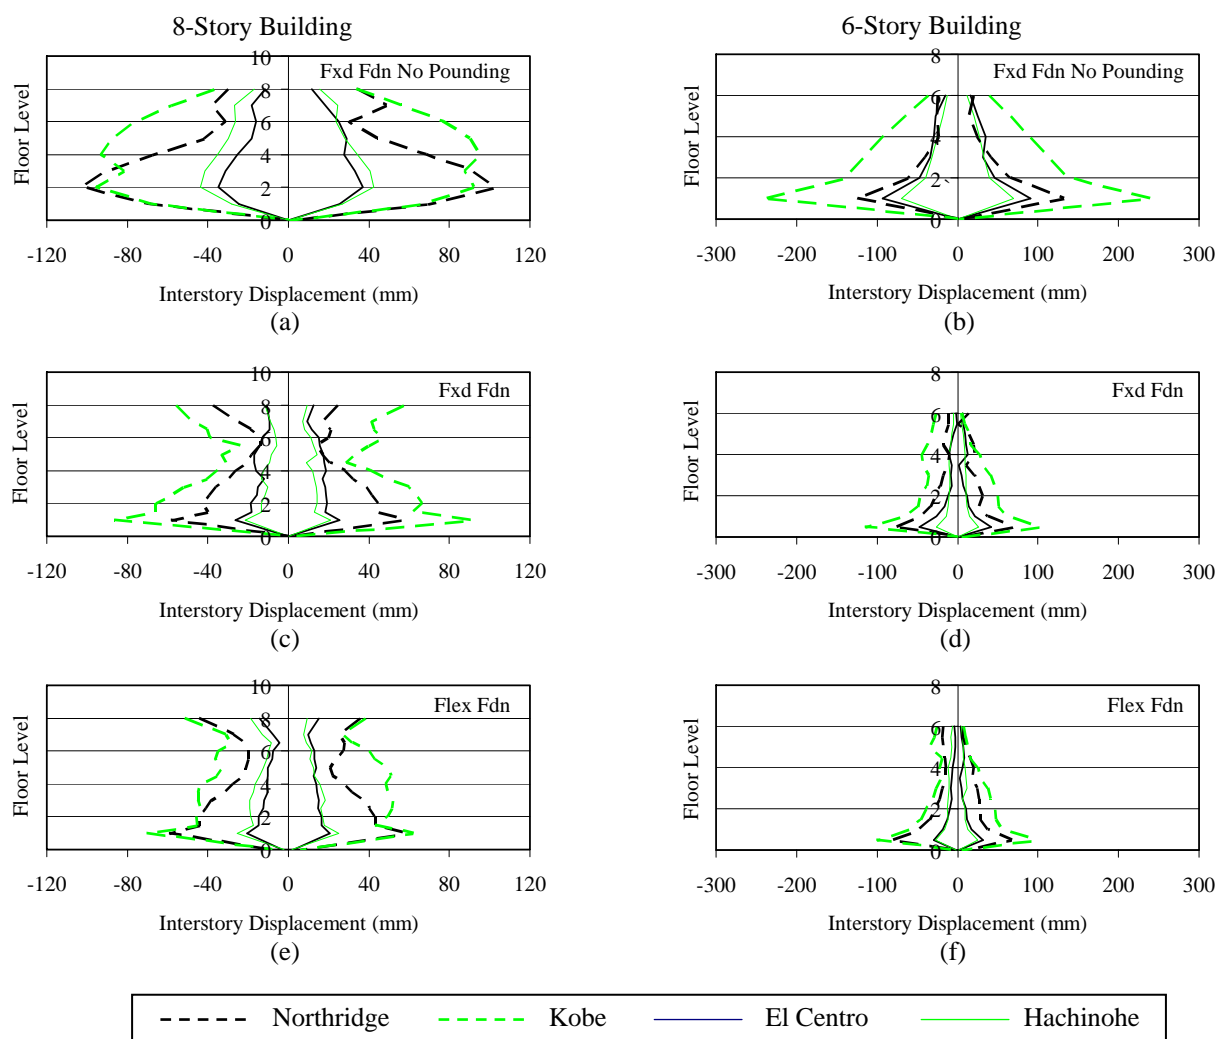 8-Story Building
6-Story Building
Fxd Fdn No Pounding
Floor Level
10
8
6
4
2
0
-120 -80 -40 0 40 80 120
Interstory Displacement (mm)
(a)
Fxd Fdn No Pounding
Floor Level
8
6
4
2
0
-300 -200 -100 0 100 200 300
Interstory Displacement (mm)
(b)
Fxd Fdn
Floor Level
10
8
6
4
2
0
-120 -80 -40 0 40 80 120
Interstory Displacement (mm)
(c)
Fxd Fdn
Floor Level
8
6
4
2
0
-300 -200 -100 0 100 200 300
Interstory Displacement (mm)
(d)
Flex Fdn
Floor Level
10
8
6
4
2
0
-120 -80 -40 0 40 80 120
Interstory Displacement (mm)
(e)
Flex Fdn
Floor Level
8
6
4
2
0
-300 -200 -100 0 100 200 300
Interstory Displacement (mm)
(f)
Northridge Kobe El Centro Hachinohe